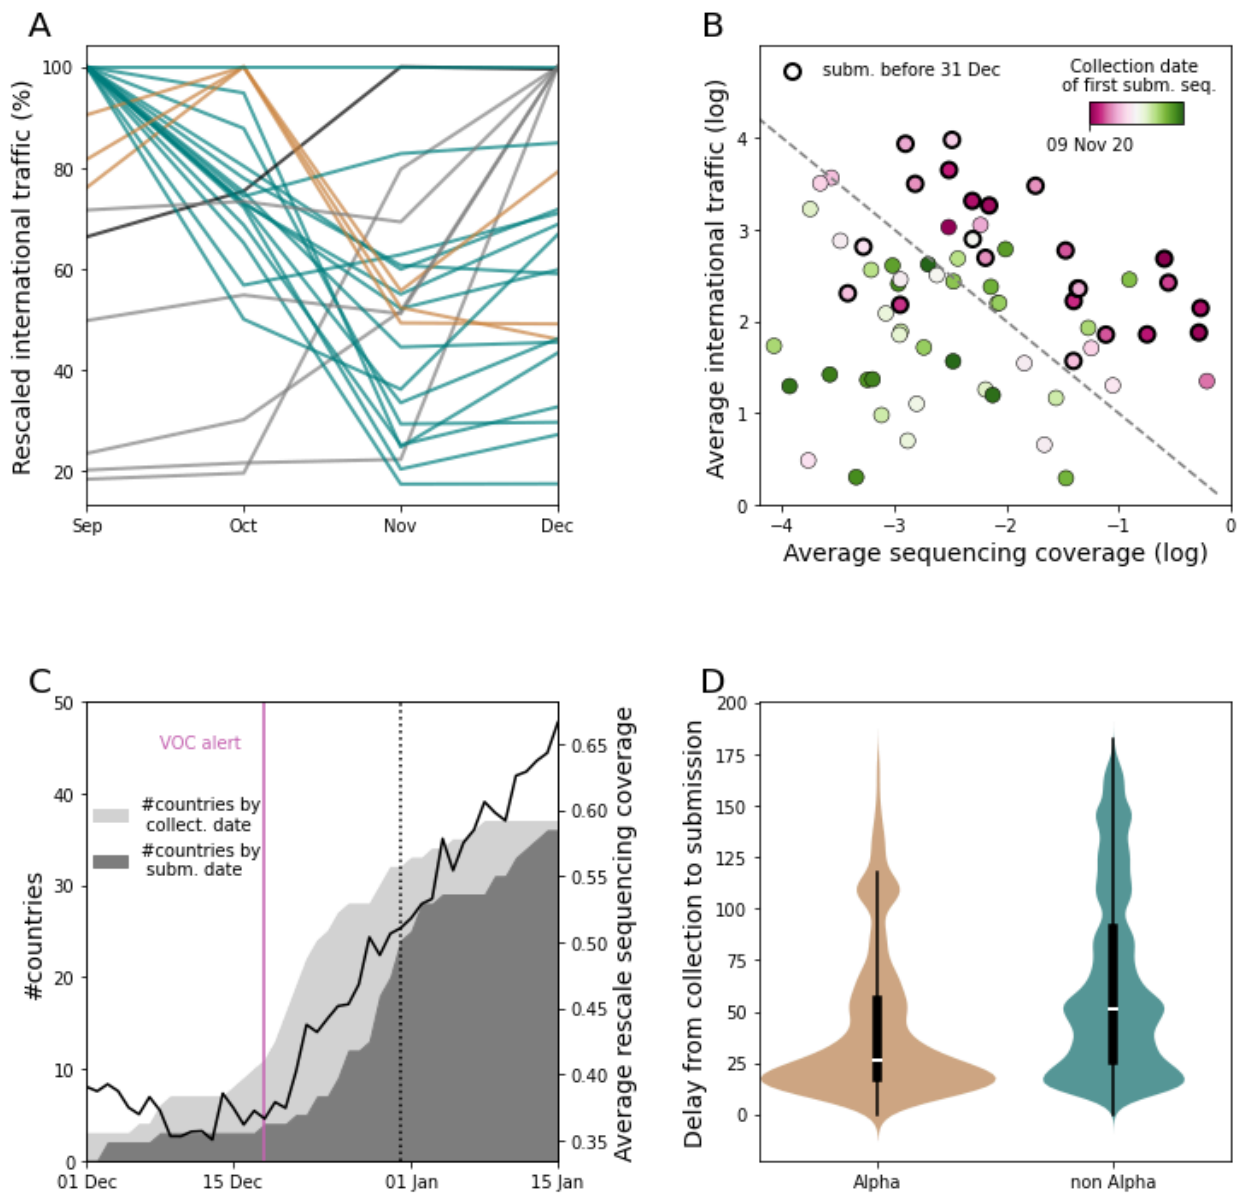 A
Rescaled international traffic (%)
100
80
60
40
20
Sep
Oct
Nov
Dec
B
Average international traffic (log)
4
3
2
1
0
subm. before 31 Dec
Collection date
of first subm. seq.
09 Nov 20
−4
−3
−2
−1
0
Average sequencing coverage (log)
C
#countries
50
40
30
20
10
0
VOC alert
#countries by
collect. date
#countries by
subm. date
0.65
0.60
0.55
0.50
0.45
0.40
0.35
Average rescale sequencing coverage
01 Dec
15 Dec
01 Jan
15 Jan
D
Delay from collection to submission
200
175
150
125
100
75
50
25
0
Alpha
non Alpha